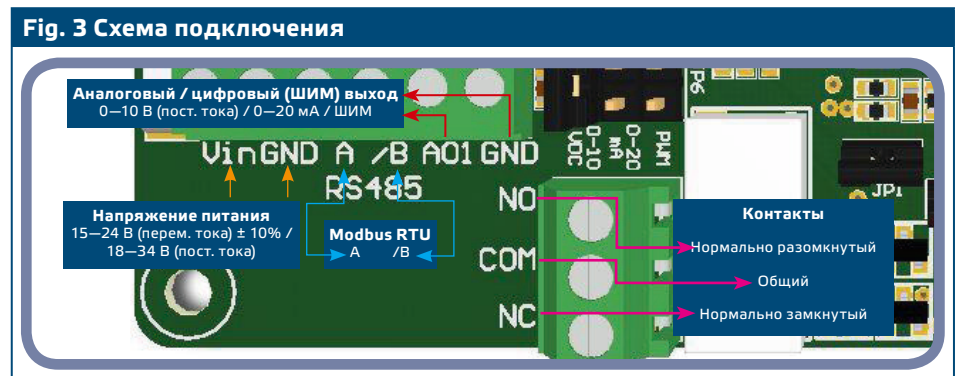 Fig. 3 Схема подключения
Аналоговый / цифровый (ШИМ) выход
0—10 В (пост. тока) / 0—20 мА / ШИМ
P6
0-10 VDC
0-20 mA
PWM
VinGND A /B AO1 GND
RS485
JP1
NO
COM
NC
Напряжение питания
15—24 В (перем. тока) ± 10% /
18—34 В (пост. тока)
Modbus RTU
A /B
Контакты
Нормально разомкнутый
Общий
Нормально замкнутый